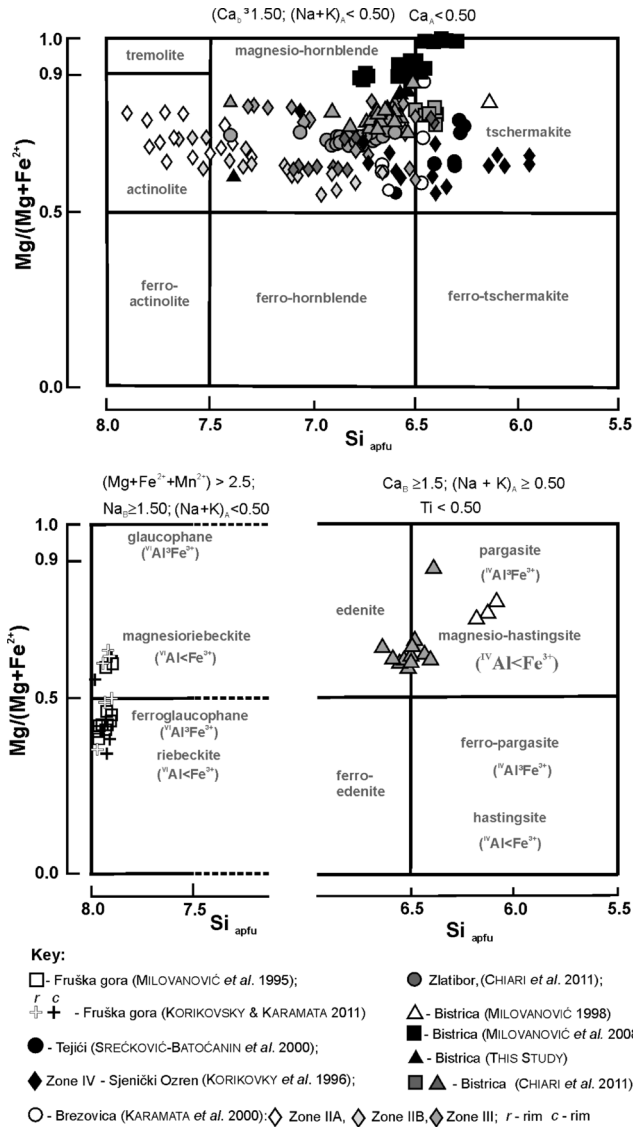 (Ca_b ³1.50; (Na+K)_A < 0.50) Ca_A<0.50
1.0
0.9
0.5
0.0
Mg/(Mg+Fe²⁺)
tremolite
magnesio-hornblende
tschermakite
actinolite
ferro-
actinolite
ferro-hornblende
ferro-tschermakite
8.0 7.5 7.0 6.5 6.0 5.5
Si apfu
(Mg+Fe²⁺+Mn²⁺) > 2.5;
Na_B≥1.50; (Na+K)_A<0.50
Ca_B ≥1.5; (Na + K)_A ≥ 0.50
Ti < 0.50
1.0
0.9
0.5
0.0
Mg/(Mg+Fe²⁺)
glaucophane
(ᵛⁱAl³Fe³⁺)
magnesioriebeckite
(ᵛⁱAl<Fe³⁺)
ferroglaucophane
(ᵛⁱAl³Fe³⁺)
riebeckite
(ᵛⁱAl<Fe³⁺)
8.0 7.5
Si apfu
pargasite
(ᴵⱽAl³Fe³⁺)
edenite
magnesio-hastingsite
(ᴵⱽAl<Fe³⁺)
ferro-
edenite
ferro-pargasite
(ᴵⱽAl³Fe³⁺)
hastingsite
(ᴵⱽAl<Fe³⁺)
6.5 6.0 5.5
Si apfu
Key:
- Fruška gora (MILOVANOVIĆ et al. 1995);
r c
- Fruška gora (KORIKOVSKY & KARAMATA 2011)
- Tejići (SREĆKOVIĆ-BATOĆANIN et al. 2000);
Zone IV - Sjenički Ozren (KORIKOVKY et al. 1996);
- Brezovica (KARAMATA et al. 2000): Zone IIA, Zone IIB, Zone III; r - rim c - rim
Zlatibor, (CHIARI et al. 2011);
- Bistrica (MILOVANOVIĆ 1998)
- Bistrica (MILOVANOVIĆ et al. 2008
- Bistrica (THIS STUDY)
- Bistrica (CHIARI et al. 2011)